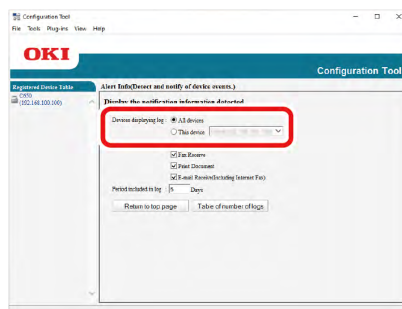 Configuration Tool
File Tools Plug-ins View Help
OKI
Configuration Tool
Registered Device Table
(192.168.100.100)
Alert Info(Detect and notify of device events.)
Display the notification information detected
Devices displaying log : All devices
This device
Fax Receive
Print Document
E-mail Receive(Including Internet Fax)
Period included in log : 5 Days
Return to top page Table of number of logs